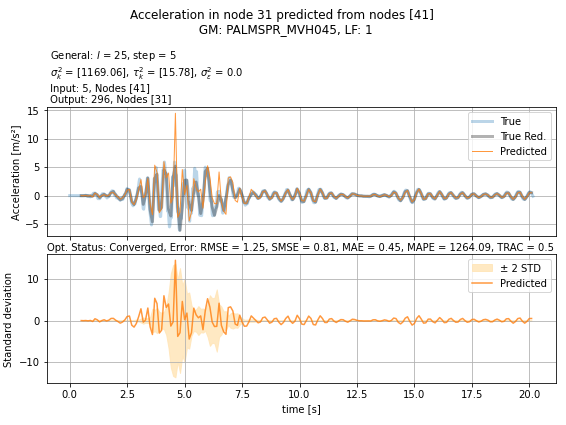 Acceleration in node 31 predicted from nodes [41]
GM: PALMSPR_MVH045, LF: 1
General: l = 25, step = 5
σ²ₖ = [1169.06], τ²ₖ = [15.78], σ²ε = 0.0
Input: 5, Nodes [41]
Output: 296, Nodes [31]
Acceleration [m/s²]
15
10
5
0
−5
True
True Red.
Predicted
Opt. Status: Converged, Error: RMSE = 1.25, SMSE = 0.81, MAE = 0.45, MAPE = 1264.09, TRAC = 0.5
Standard deviation
10
0
−10
± 2 STD
Predicted
0.0 2.5 5.0 7.5 10.0 12.5 15.0 17.5 20.0
time [s]